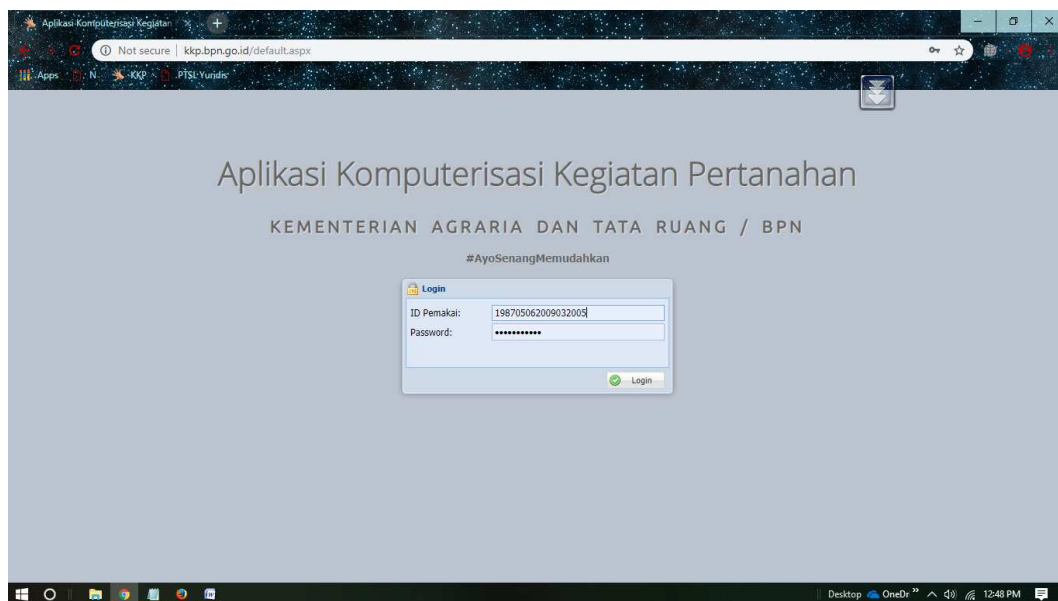 Aplikasi Komputerisasi Kegiatan
Not secure | kkp.bpn.go.id/default.aspx
Apps N. KKP PTSL-Yuridis
Aplikasi Komputerisasi Kegiatan Pertanahan
KEMENTERIAN AGRARIA DAN TATA RUANG / BPN
#AyoSenangMemudahkan
Login
ID Pemakai: 198705062009032005
Password: •••••••••••
Login
Desktop OneDr » 12:48 PM